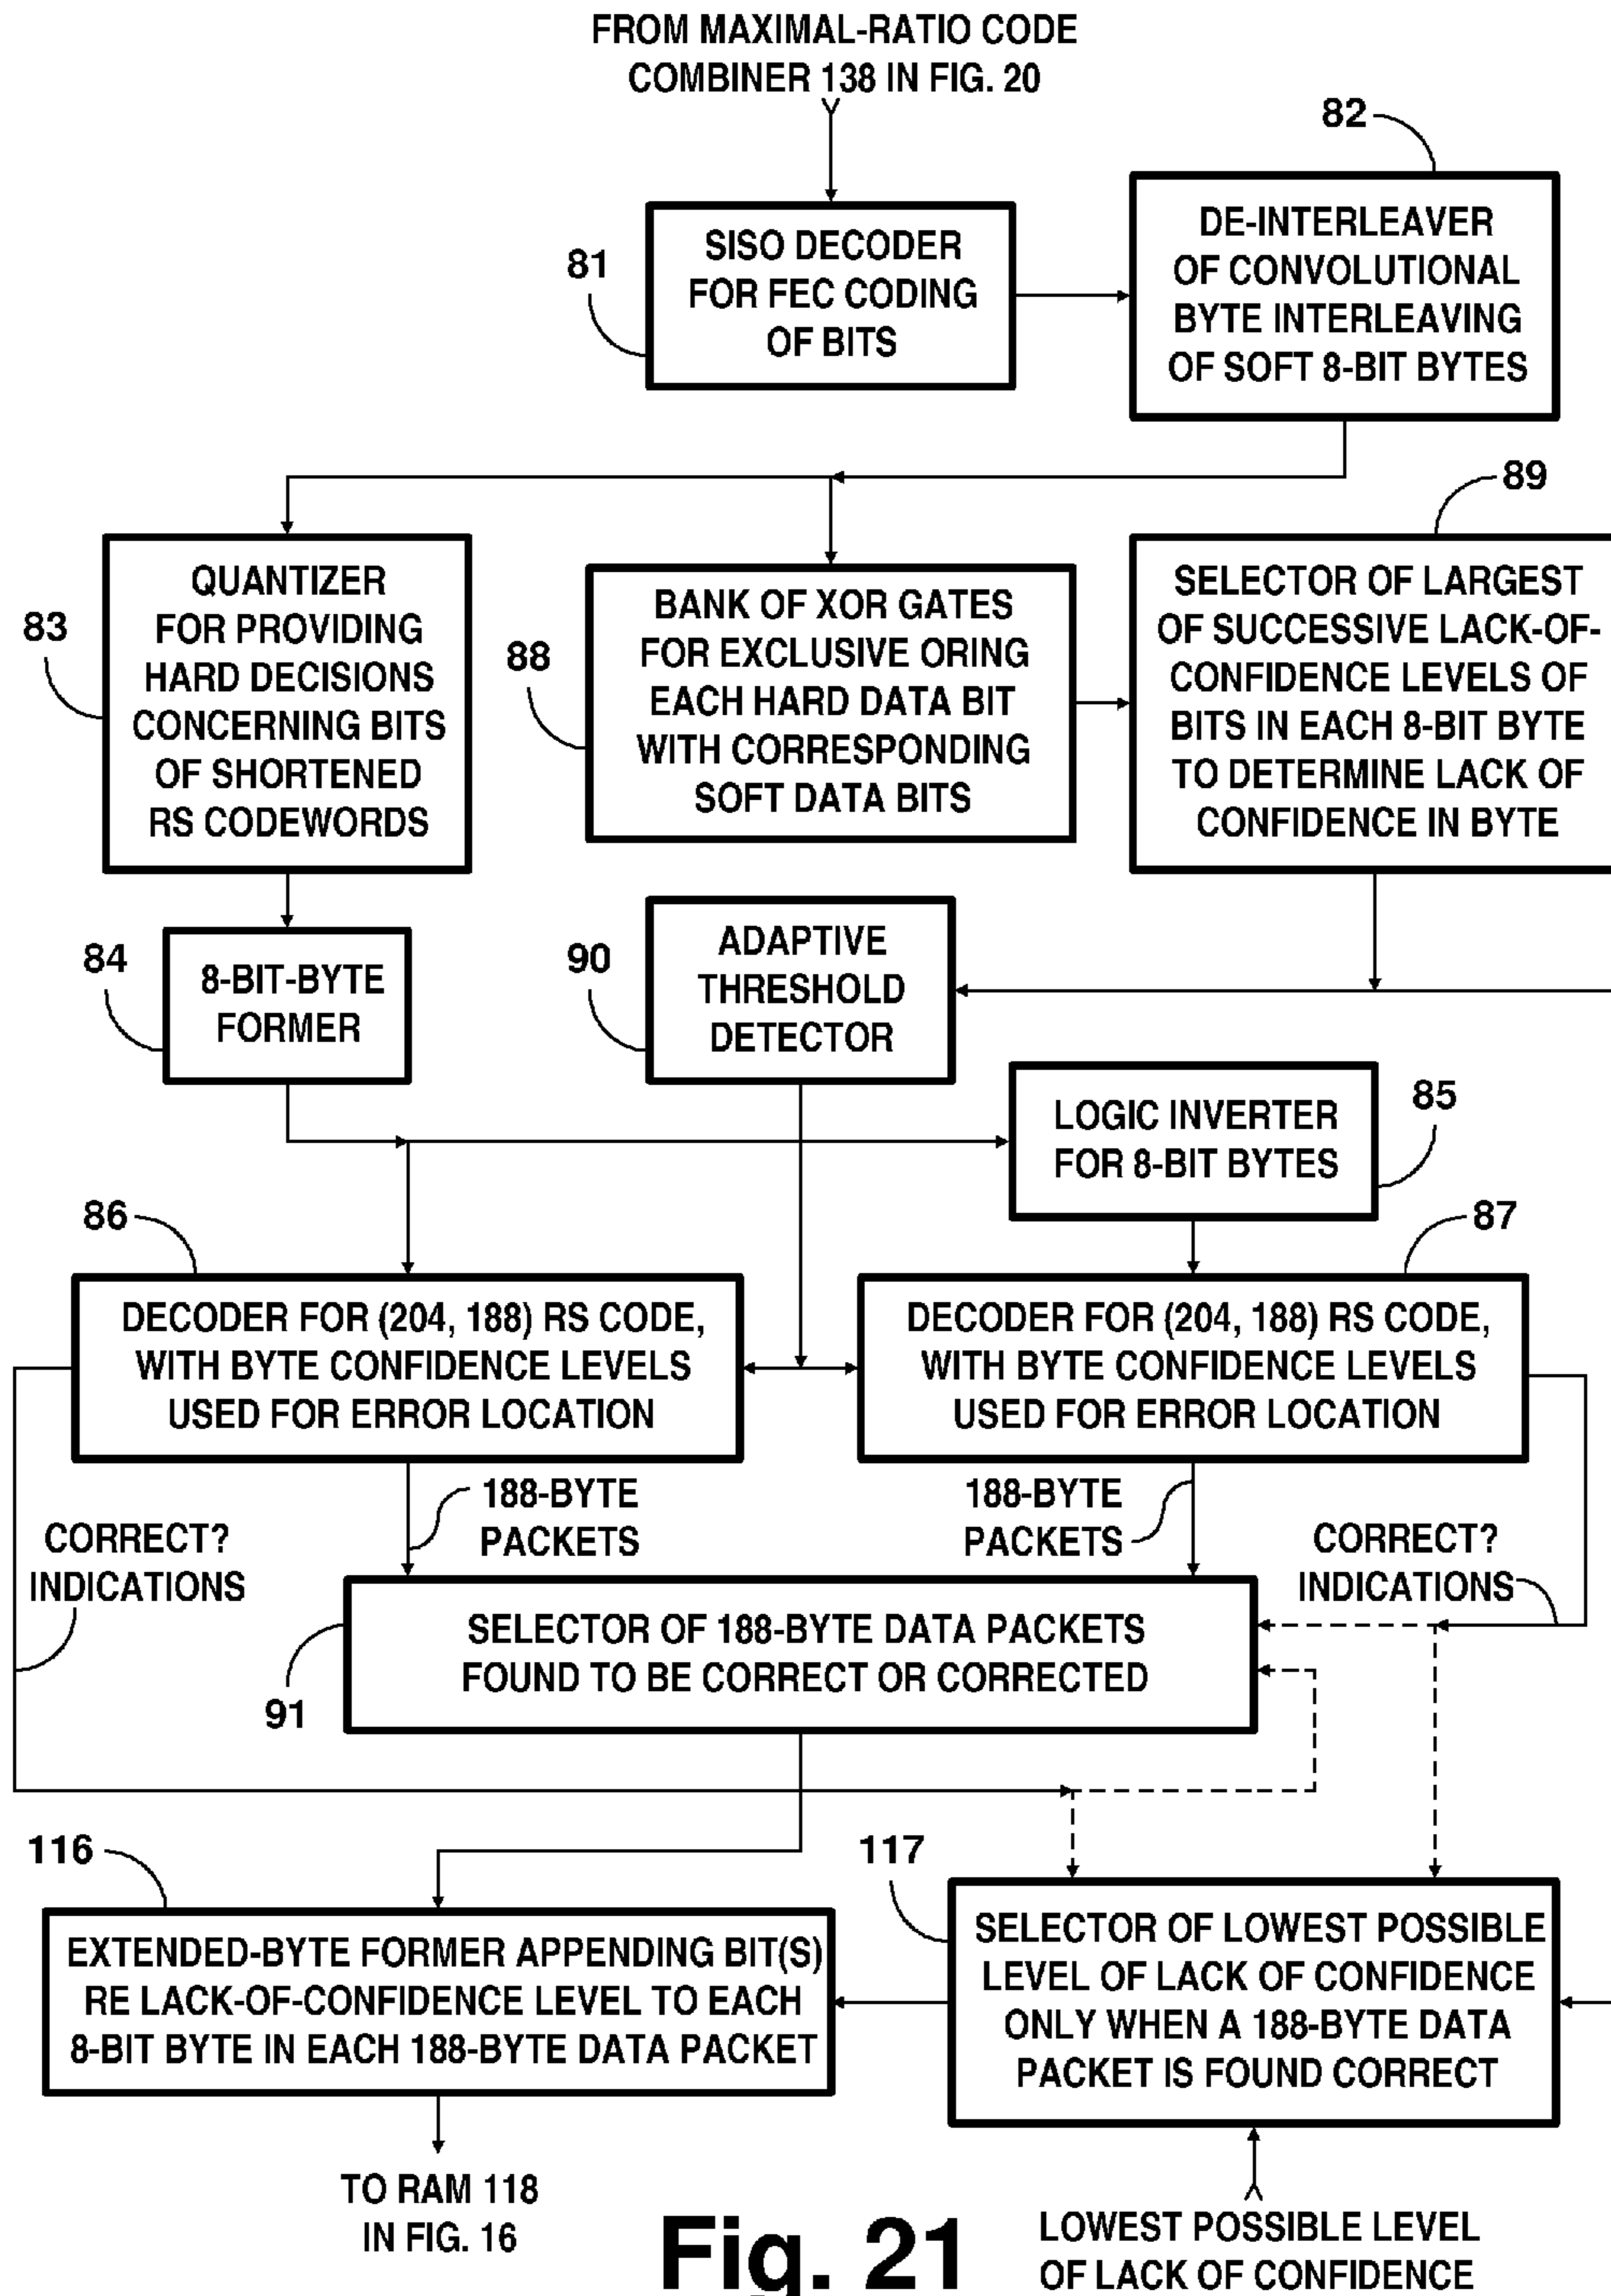 FROM MAXIMAL-RATIO CODE
COMBINER 138 IN FIG. 20
82
81
SISO DECODER
FOR FEC CODING
OF BITS
DE-INTERLEAVER
OF CONVOLUTIONAL
BYTE INTERLEAVING
OF SOFT 8-BIT BYTES
89
83
QUANTIZER
FOR PROVIDING
HARD DECISIONS
CONCERNING BITS
OF SHORTENED
RS CODEWORDS
88
BANK OF XOR GATES
FOR EXCLUSIVE ORING
EACH HARD DATA BIT
WITH CORRESPONDING
SOFT DATA BITS
SELECTOR OF LARGEST
OF SUCCESSIVE LACK-OF-
CONFIDENCE LEVELS OF
BITS IN EACH 8-BIT BYTE
TO DETERMINE LACK OF
CONFIDENCE IN BYTE
84
8-BIT-BYTE
FORMER
90
ADAPTIVE
THRESHOLD
DETECTOR
LOGIC INVERTER
FOR 8-BIT BYTES
85
86
87
DECODER FOR (204, 188) RS CODE,
WITH BYTE CONFIDENCE LEVELS
USED FOR ERROR LOCATION
DECODER FOR (204, 188) RS CODE,
WITH BYTE CONFIDENCE LEVELS
USED FOR ERROR LOCATION
188-BYTE
PACKETS
188-BYTE
PACKETS
CORRECT?
INDICATIONS
CORRECT?
INDICATIONS
SELECTOR OF 188-BYTE DATA PACKETS
FOUND TO BE CORRECT OR CORRECTED
91
116
117
EXTENDED-BYTE FORMER APPENDING BIT(S)
RE LACK-OF-CONFIDENCE LEVEL TO EACH
8-BIT BYTE IN EACH 188-BYTE DATA PACKET
SELECTOR OF LOWEST POSSIBLE
LEVEL OF LACK OF CONFIDENCE
ONLY WHEN A 188-BYTE DATA
PACKET IS FOUND CORRECT
TO RAM 118
IN FIG. 16
Fig. 21
LOWEST POSSIBLE LEVEL
OF LACK OF CONFIDENCE